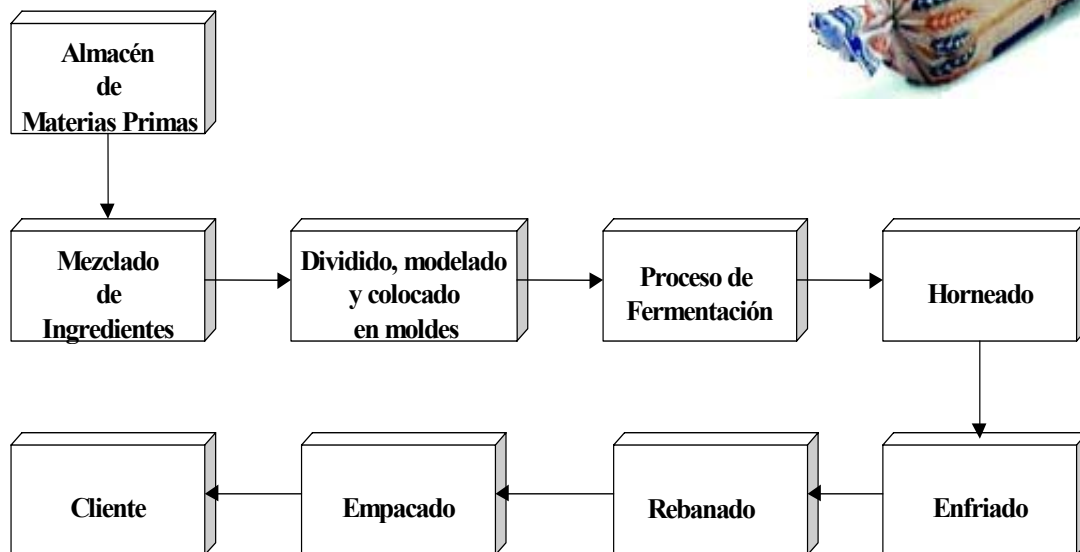 Almacén
de
Materias Primas
Mezclado
de
Ingredientes
Dividido, modelado
y colocado
en moldes
Proceso de
Fermentación
Horneado
Cliente
Empacado
Rebanado
Enfriado